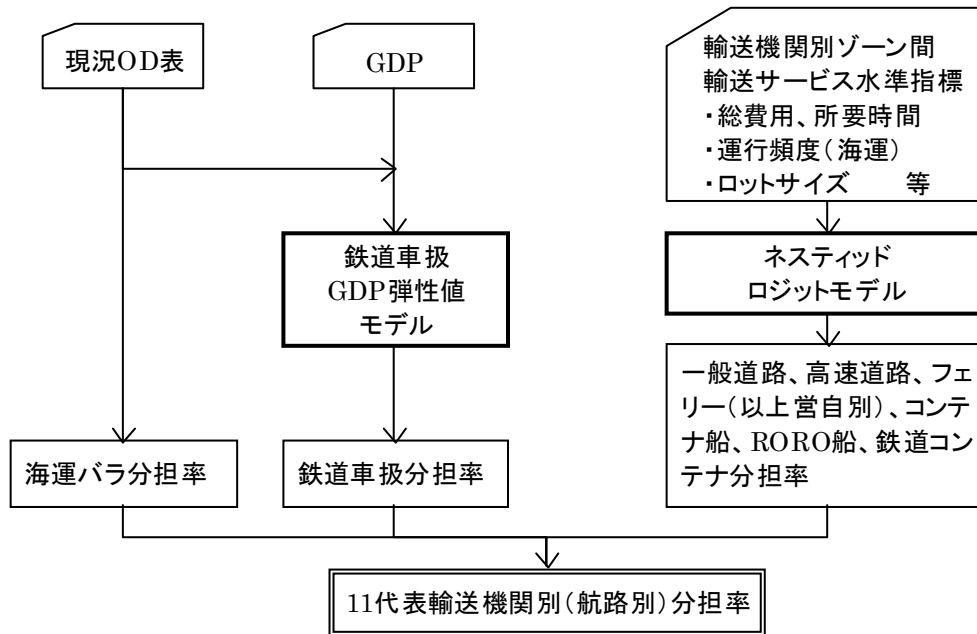 現況OD表
GDP
輸送機関別ゾーン間
輸送サービス水準指標
・総費用、所要時間
・運行頻度（海運）
・ロットサイズ　　等
鉄道車扱
GDP弾性値
モデル
ネスティッド
ロジットモデル
一般道路、高速道路、フェ
リー（以上営自別）、コンテ
ナ船、RORO船、鉄道コン
テナ分担率
海運バラ分担率
鉄道車扱分担率
11代表輸送機関別（航路別）分担率